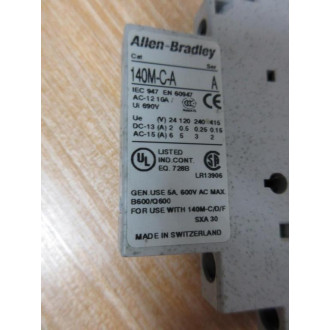 Allen-Bradley
Cat Ser
140M-C-A A
IEC 947 EN 60947
AC-12 10A /
Ui 690V
Ue (V) 24 120 240 415
DC-13 (A) 2 0.5 0.25 0.15
AC-15 (A) 6 5 3 2
UL LISTED
IND.CONT.
EQ. 738B
LR13906
GEN. USE 5A, 600V AC MAX.
B600/Q600
FOR USE WITH 140M-C/D/F
SXA 30
MADE IN SWITZERLAND